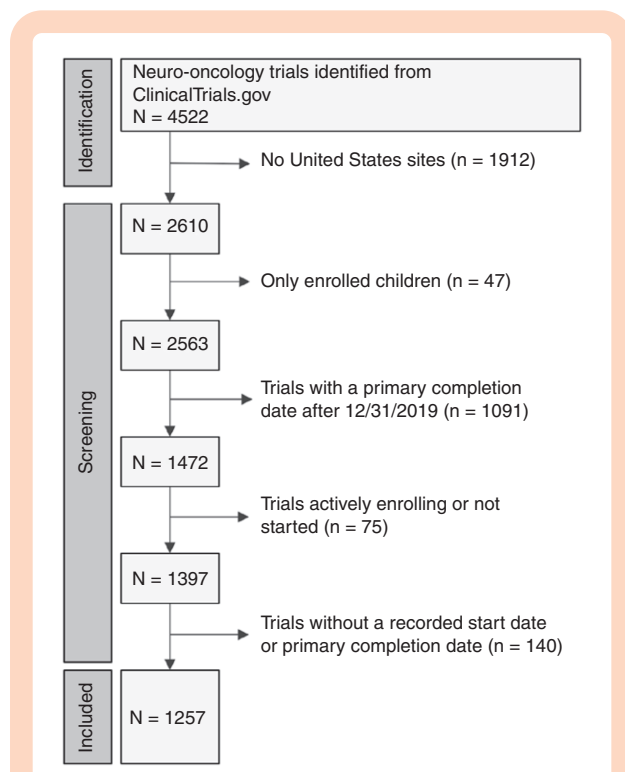 Identification
Neuro-oncology trials identified from
ClinicalTrials.gov
N = 4522
No United States sites (n = 1912)
Screening
N = 2610
Only enrolled children (n = 47)
N = 2563
Trials with a primary completion
date after 12/31/2019 (n = 1091)
N = 1472
Trials actively enrolling or not
started (n = 75)
N = 1397
Trials without a recorded start date
or primary completion date (n = 140)
Included
N = 1257